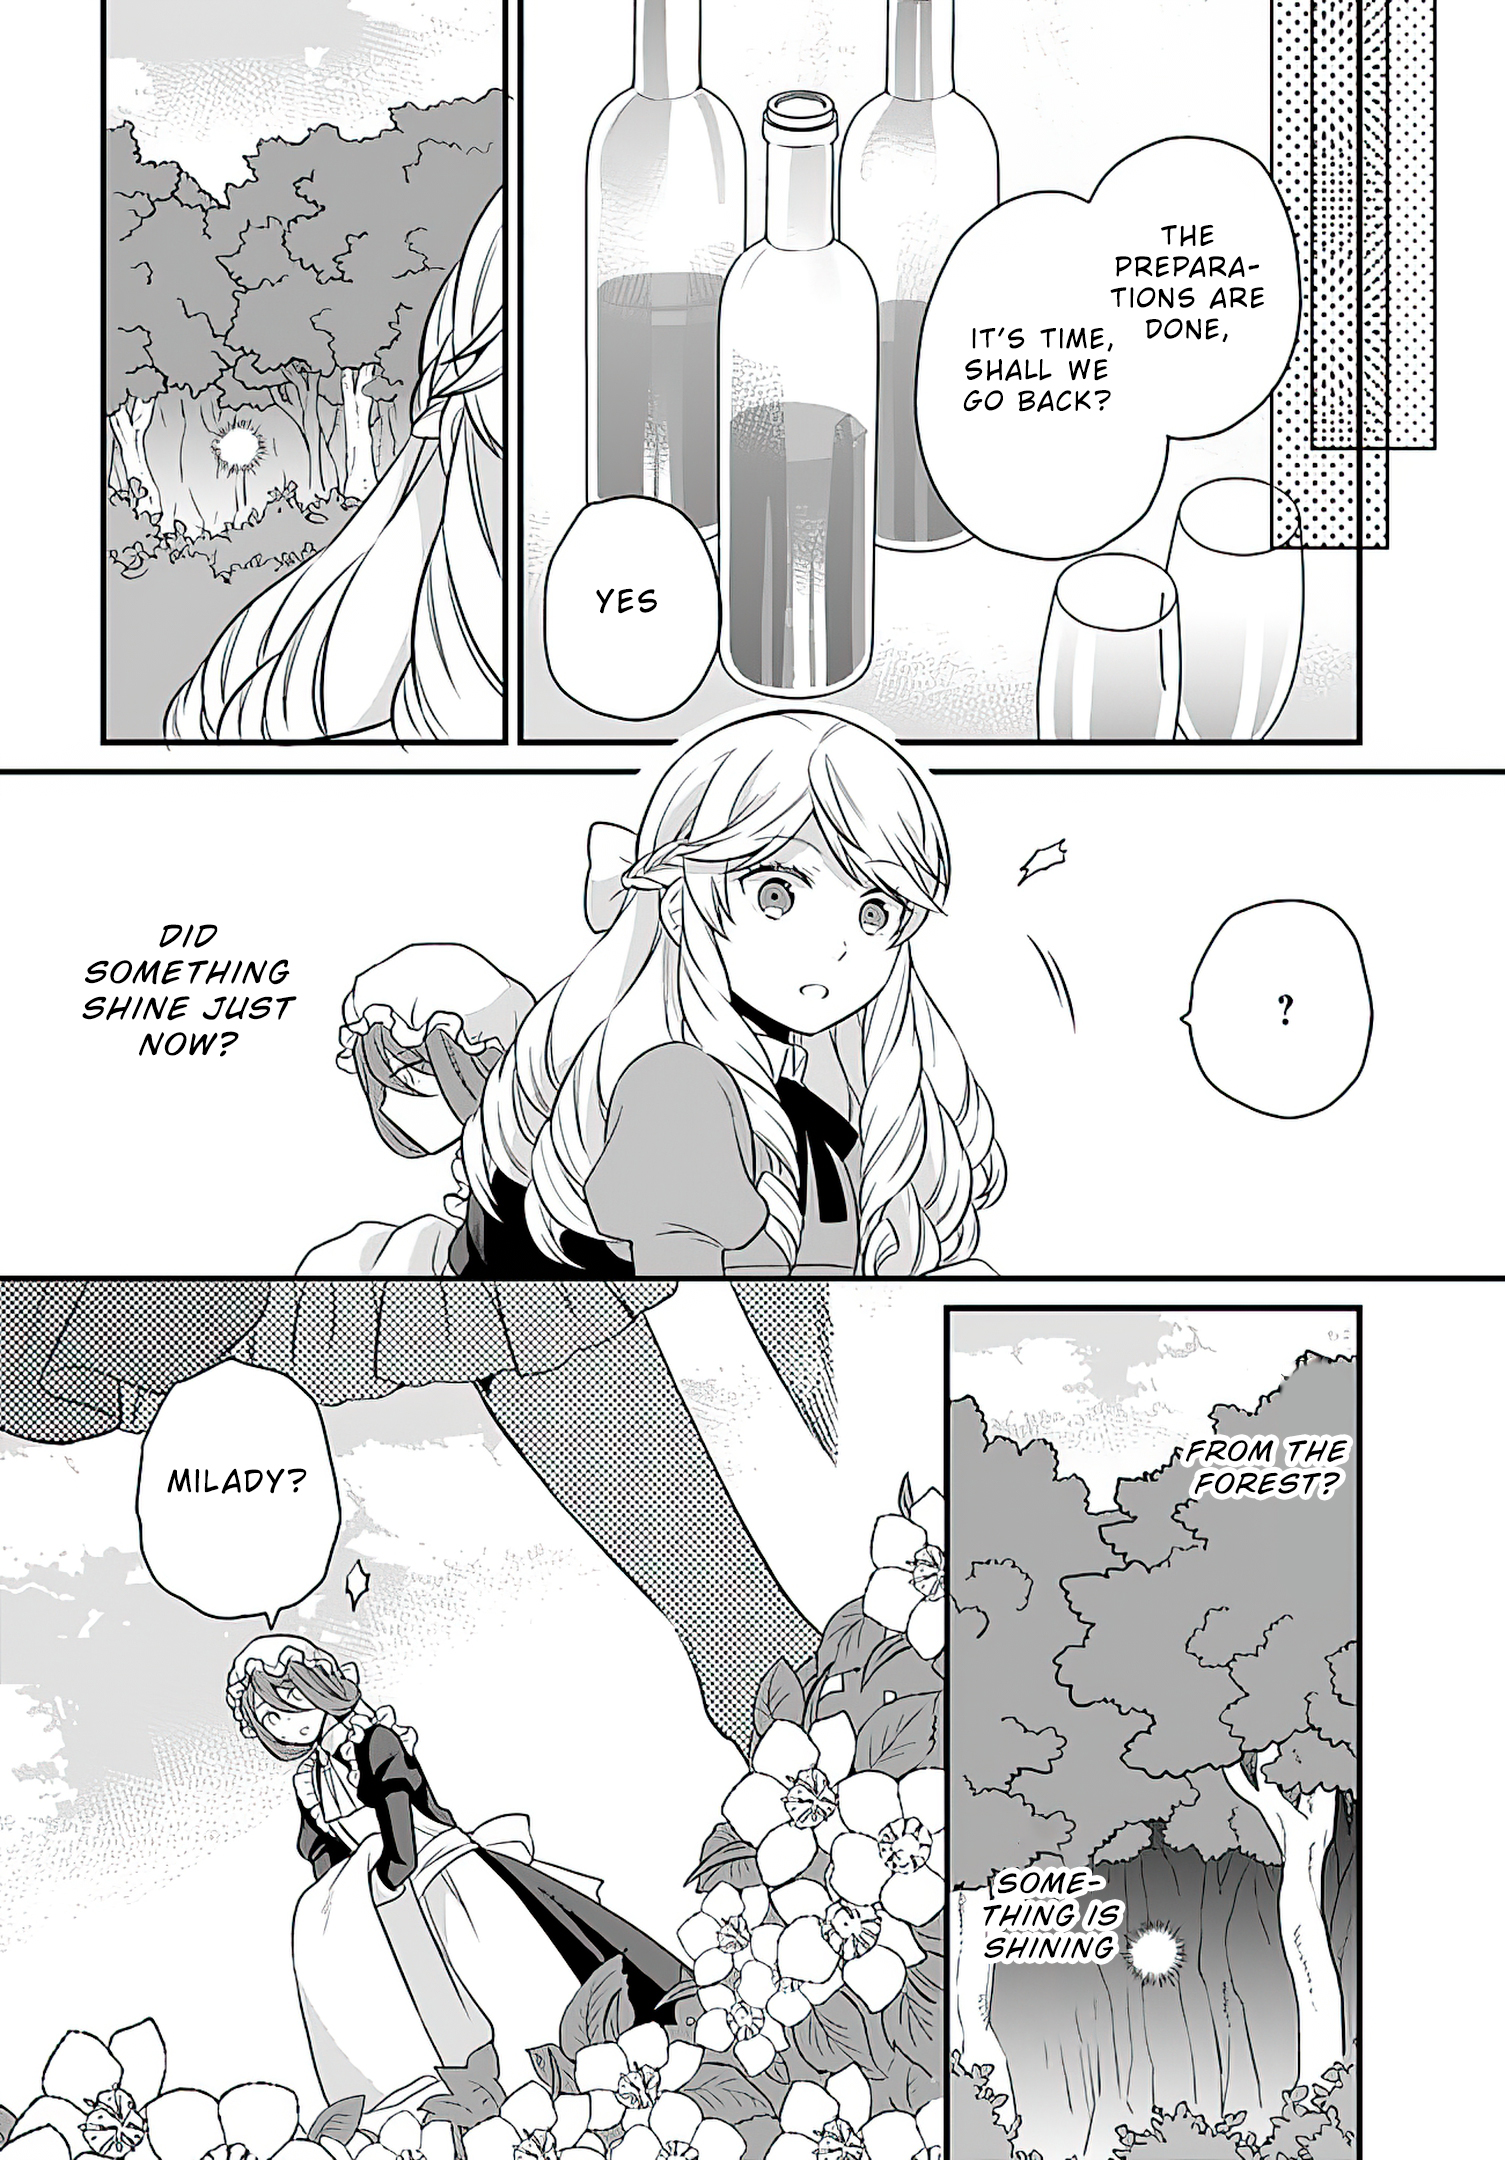 THE
PREPARA-
TIONS ARE
DONE,
IT'S TIME,
SHALL WE
GO BACK?
YES
?
DID
SOMETHING
SHINE JUST
NOW?
FROM THE
FOREST?
SOME-
THING IS
SHINING
MILADY?